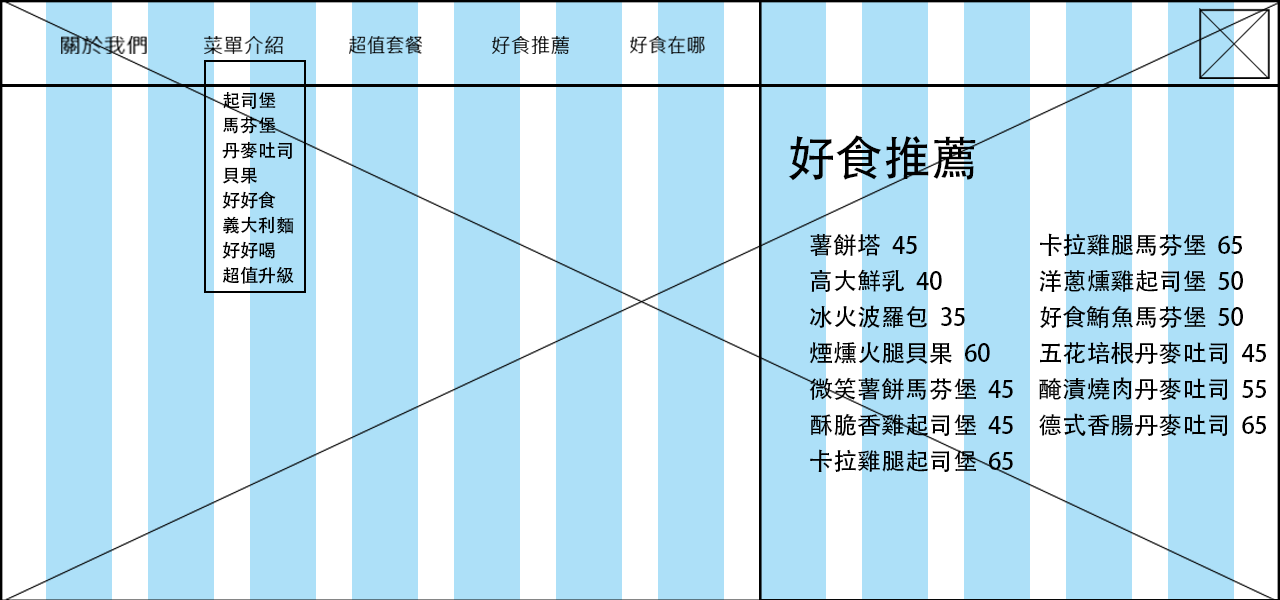 關於我們 菜單介紹 超值套餐 好食推薦 好食在哪
起司堡
馬芬堡
丹麥吐司
貝果
好好食
義大利麵
好好喝
超值升級
好食推薦
薯餅塔 45
高大鮮乳 40
冰火波羅包 35
煙燻火腿貝果 60
微笑薯餅馬芬堡 45
酥脆香雞起司堡 45
卡拉雞腿起司堡 65
卡拉雞腿馬芬堡 65
洋蔥燻雞起司堡 50
好食鮪魚馬芬堡 50
五花培根丹麥吐司 45
醃漬燒肉丹麥吐司 55
德式香腸丹麥吐司 65